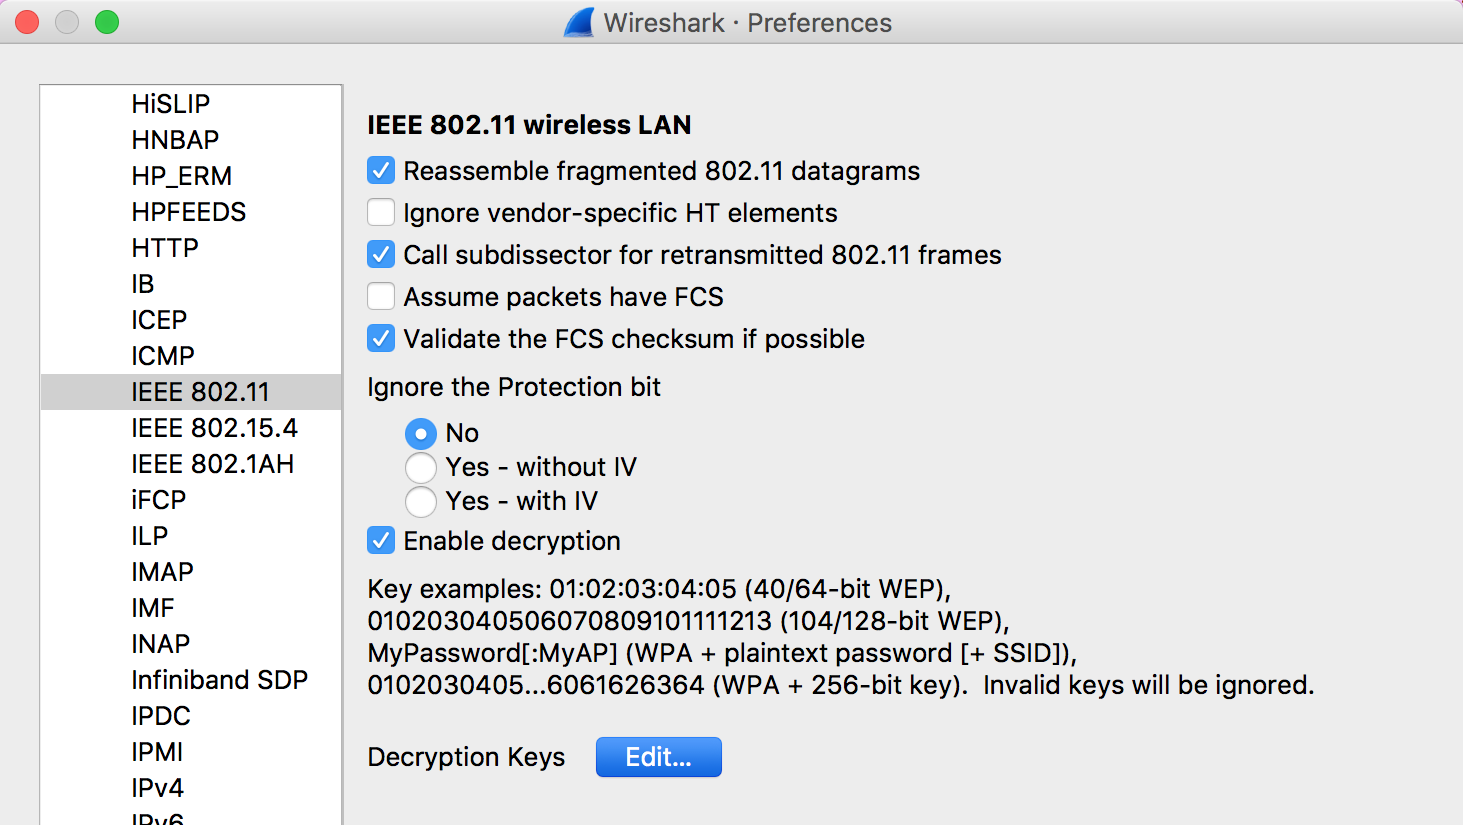 Wireshark · Preferences
HiSLIP
HNBAP
HP_ERM
HPFEEDS
HTTP
IB
ICEP
ICMP
IEEE 802.11
IEEE 802.15.4
IEEE 802.1AH
iFCP
ILP
IMAP
IMF
INAP
Infiniband SDP
IPDC
IPMI
IPv4
IPv6
IEEE 802.11 wireless LAN
Reassemble fragmented 802.11 datagrams
Ignore vendor-specific HT elements
Call subdissector for retransmitted 802.11 frames
Assume packets have FCS
Validate the FCS checksum if possible
Ignore the Protection bit
No
Yes - without IV
Yes - with IV
Enable decryption
Key examples: 01:02:03:04:05 (40/64-bit WEP),
010203040506070809101111213 (104/128-bit WEP),
MyPassword[:MyAP] (WPA + plaintext password [+ SSID]),
0102030405...6061626364 (WPA + 256-bit key).  Invalid keys will be ignored.
Decryption Keys
Edit...